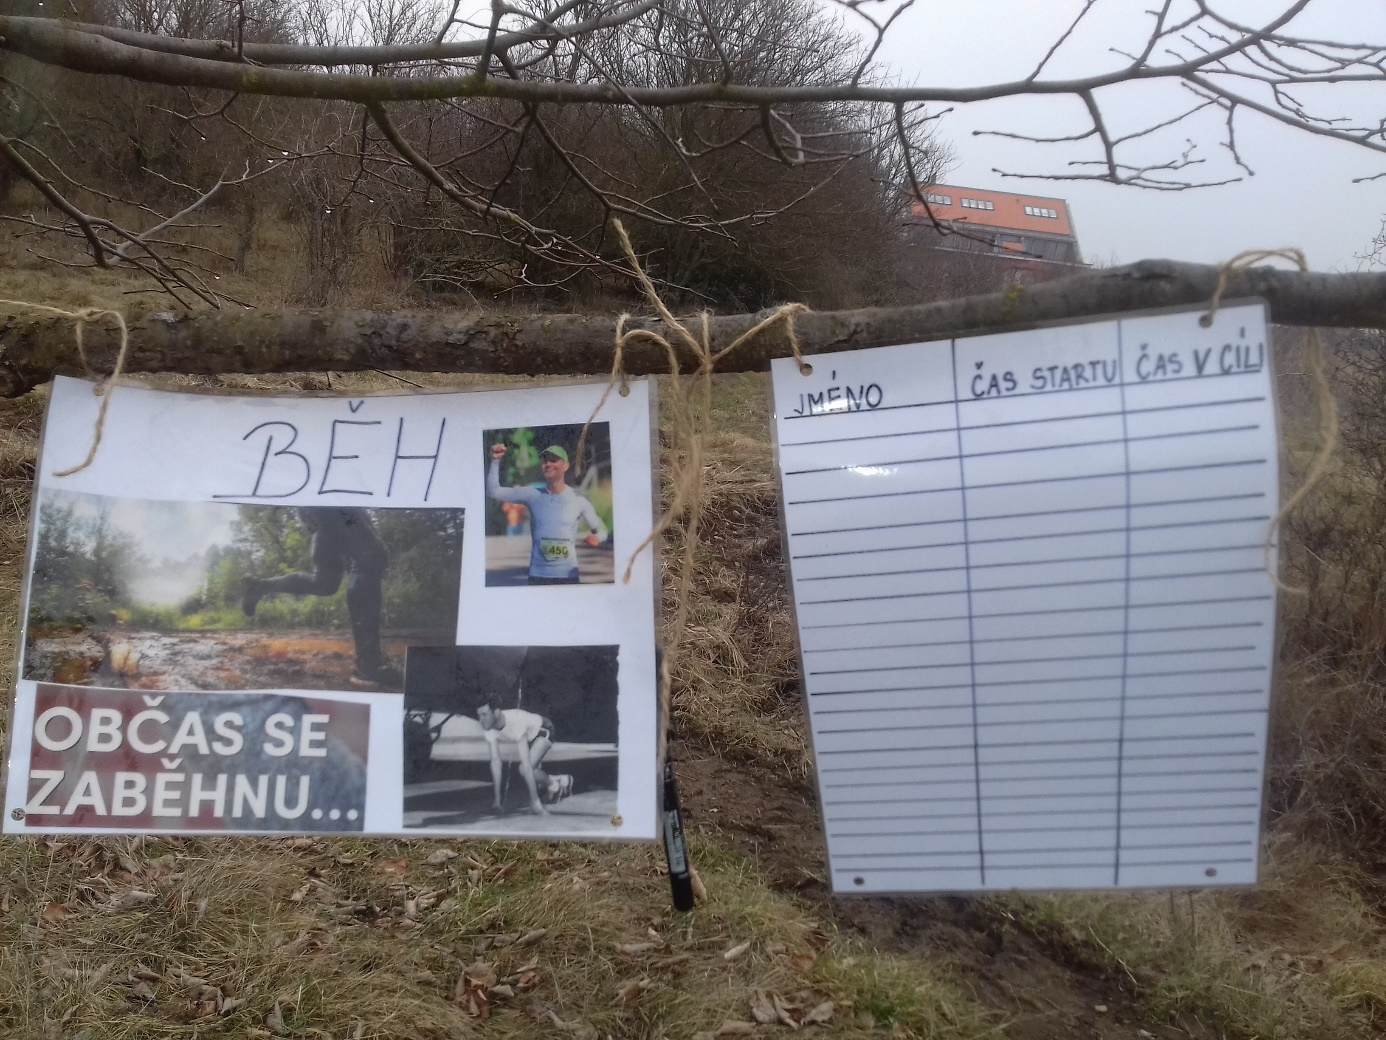 BĚH
450
OBČAS SE
ZABĚHNU...
JMÉNO
ČAS STARTU
ČAS V CÍLI